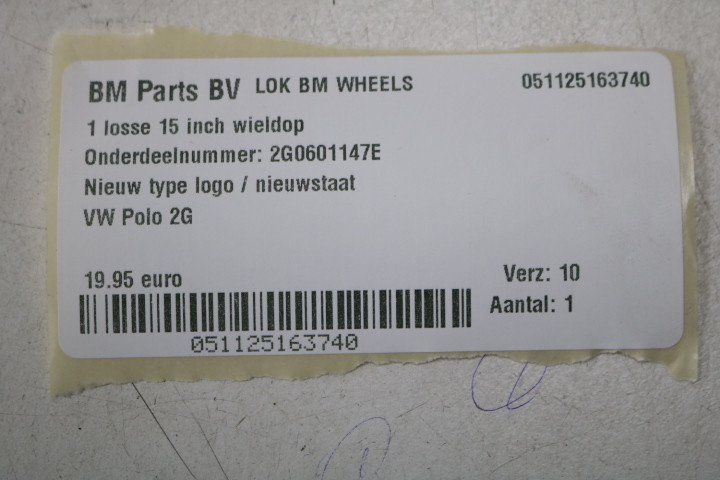 BM Parts BV LOK BM WHEELS 051125163740
1 losse 15 inch wieldop
Onderdeelnummer: 2G0601147E
Nieuw type logo / nieuwstaat
VW Polo 2G
19.95 euro Verz: 10
Aantal: 1
051125163740